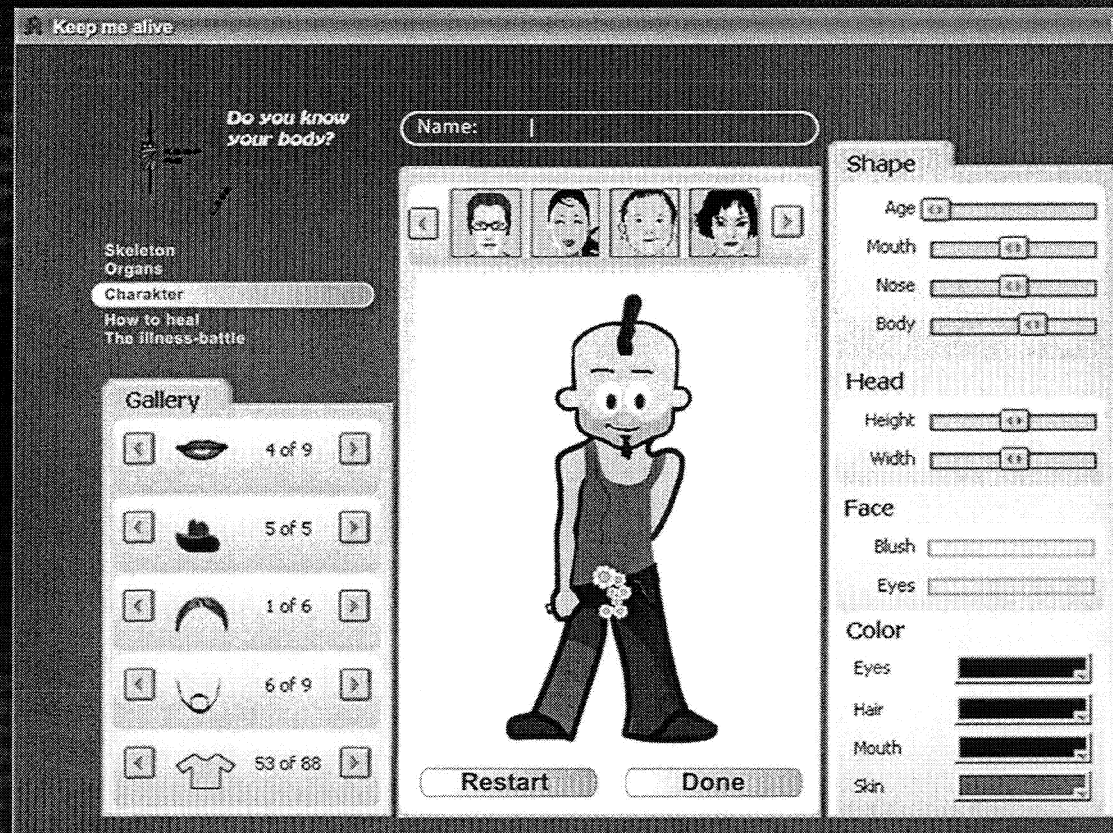 Keep me alive
Do you know
your body?
Name:
Skeleton
Organs
Charakter
How to heal
The illness-battle
Gallery
4 of 9
5 of 5
1 of 6
6 of 9
53 of 88
Restart
Done
Shape
Age
Mouth
Nose
Body
Head
Height
Width
Face
Blush
Eyes
Color
Eyes
Hair
Mouth
Skin